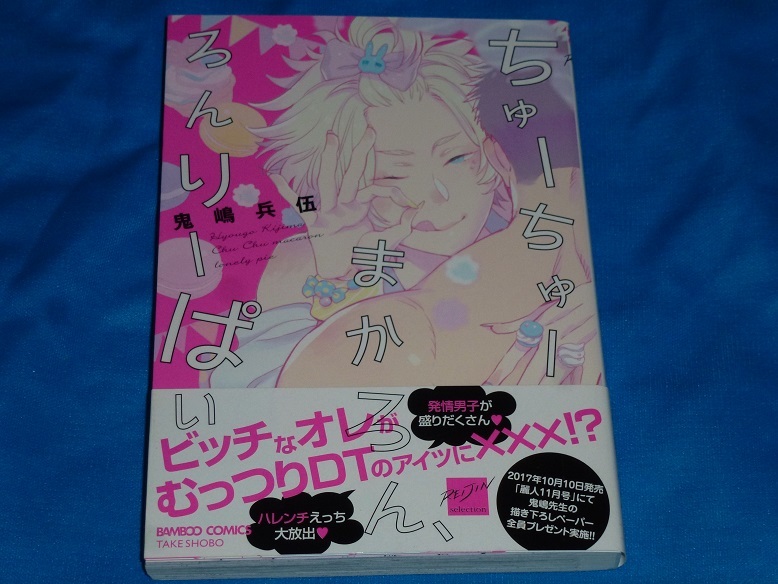 ちゅーちゅー
まかろん、
ろんりーぱい
鬼嶋兵伍
Hyougo Kijima
Chu Chu macaron
lonely pie
発情男子が
盛りだくさん♥
ビッチなオレが
むっつりDTのアイツに×××!?
ハレンチえっち
大放出♥
REIJIN
selection
2017年10月10日発売
「麗人11月号」にて
鬼嶋先生の
描き下ろしペーパー
全員プレゼント実施!!
BAMBOO COMICS
TAKE SHOBO